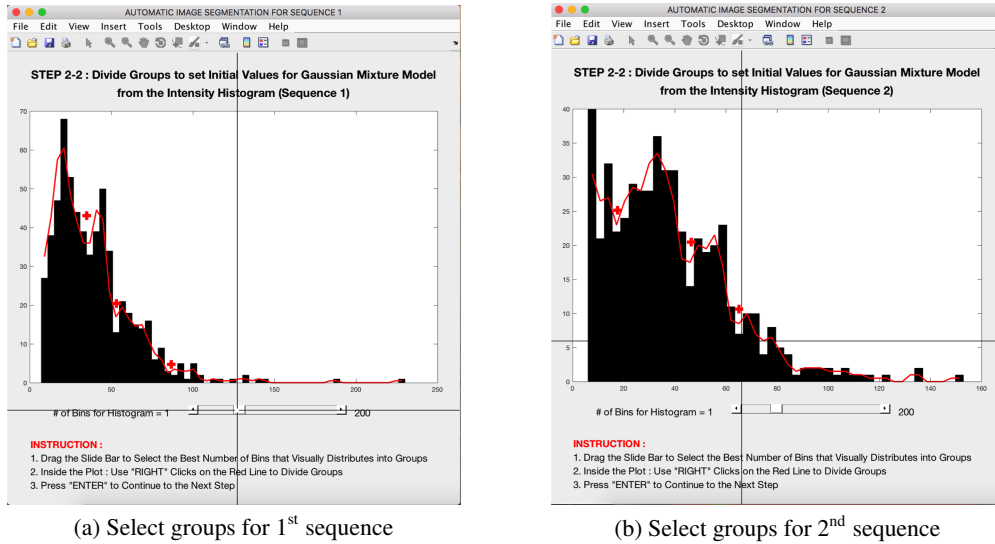 AUTOMATIC IMAGE SEGMENTATION FOR SEQUENCE 1
File Edit View Insert Tools Desktop Window Help
STEP 2-2 : Divide Groups to set Initial Values for Gaussian Mixture Model
from the Intensity Histogram (Sequence 1)
70
60
50
40
30
20
10
0
0 50 100 150 200 250
# of Bins for Histogram = 1 200
INSTRUCTION :
1. Drag the Slide Bar to Select the Best Number of Bins that Visually Distributes into Groups
2. Inside the Plot : Use "RIGHT" Clicks on the Red Line to Divide Groups
3. Press "ENTER" to Continue to the Next Step
(a) Select groups for 1st sequence
AUTOMATIC IMAGE SEGMENTATION FOR SEQUENCE 2
File Edit View Insert Tools Desktop Window Help
STEP 2-2 : Divide Groups to set Initial Values for Gaussian Mixture Model
from the Intensity Histogram (Sequence 2)
40
35
30
25
20
15
10
5
0
0 20 40 60 80 100 120 140 160
# of Bins for Histogram = 1 200
INSTRUCTION :
1. Drag the Slide Bar to Select the Best Number of Bins that Visually Distributes into Groups
2. Inside the Plot : Use "RIGHT" Clicks on the Red Line to Divide Groups
3. Press "ENTER" to Continue to the Next Step
(b) Select groups for 2nd sequence